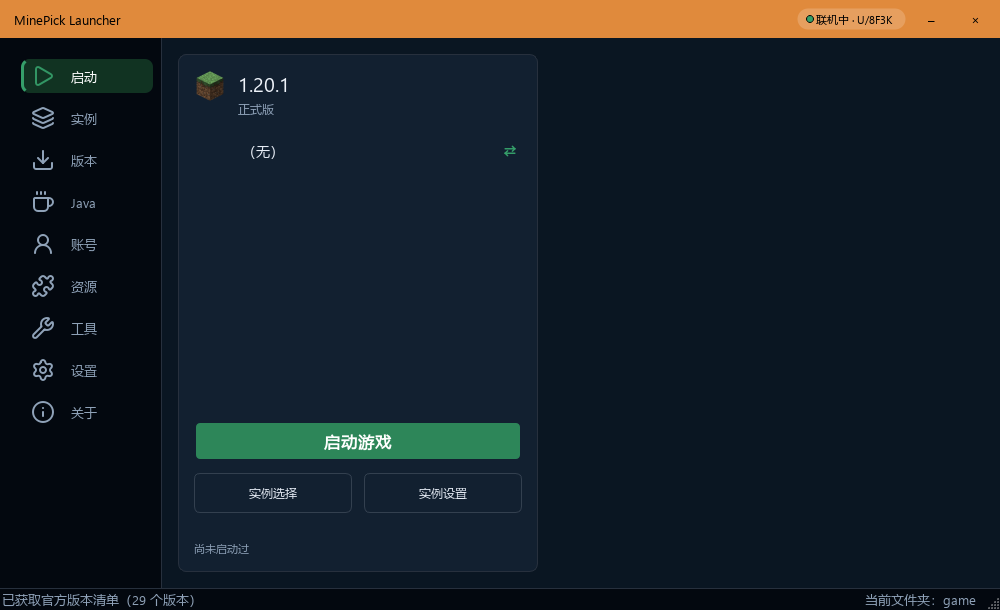 MinePick Launcher
联机中 · U/8F3K
启动
实例
版本
Java
账号
资源
工具
设置
关于
1.20.1
正式版
（无）
启动游戏
实例选择
实例设置
尚未启动过
已获取官方版本清单（29 个版本）
当前文件夹：game